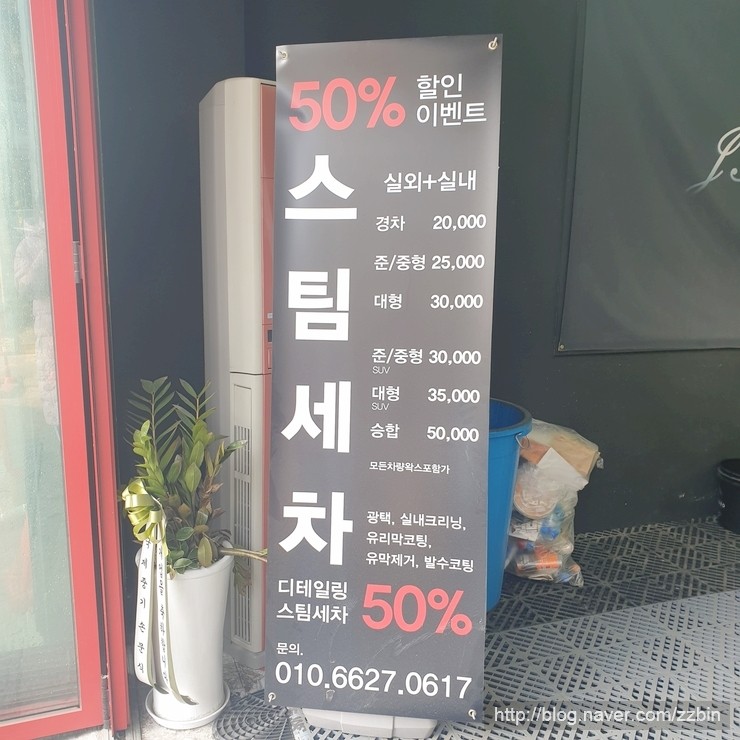 50% 할인
이벤트
스팀세차
실외+실내
경차 20,000
준/중형 25,000
대형 30,000
준/중형 30,000
SUV
대형 35,000
SUV
승합 50,000
모든차량왁스포함가
광택, 실내크리닝,
유리막코팅,
유막제거, 발수코팅
디테일링
스팀세차 50%
문의.
010.6627.0617
http://blog.naver.com/zzbin